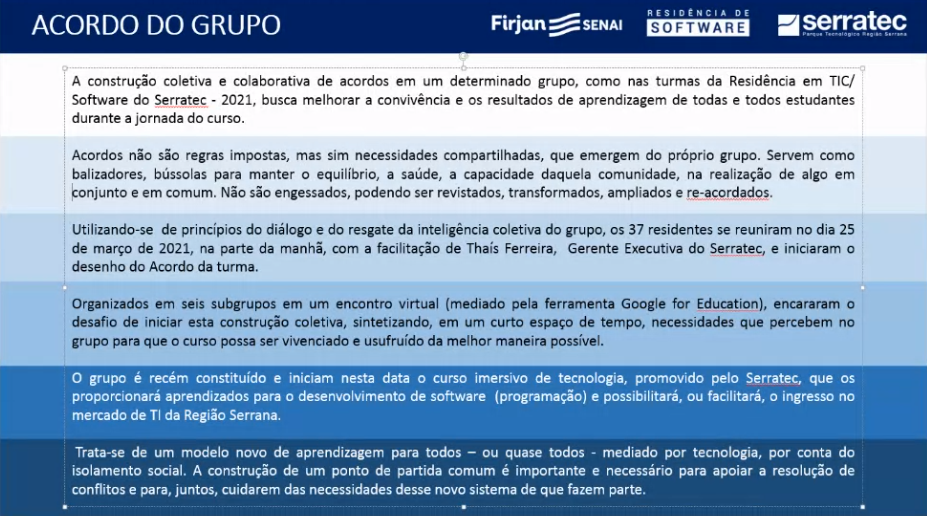 ACORDO DO GRUPO
Firjan SENAI
RESIDÊNCIA DE
SOFTWARE
serratec
Parque Tecnológico Região Serrana
A construção coletiva e colaborativa de acordos em um determinado grupo, como nas turmas da Residência em TIC/
Software do Serratec - 2021, busca melhorar a convivência e os resultados de aprendizagem de todas e todos estudantes
durante a jornada do curso.
Acordos não são regras impostas, mas sim necessidades compartilhadas, que emergem do próprio grupo. Servem como
balizadores, bússolas para manter o equilíbrio, a saúde, a capacidade daquela comunidade, na realização de algo em
conjunto e em comum. Não são engessados, podendo ser revistados, transformados, ampliados e re-acordados.
Utilizando-se de princípios do diálogo e do resgate da inteligência coletiva do grupo, os 37 residentes se reuniram no dia 25
de março de 2021, na parte da manhã, com a facilitação de Thaís Ferreira, Gerente Executiva do Serratec, e iniciaram o
desenho do Acordo da turma.
Organizados em seis subgrupos em um encontro virtual (mediado pela ferramenta Google for Education), encararam o
desafio de iniciar esta construção coletiva, sintetizando, em um curto espaço de tempo, necessidades que percebem no
grupo para que o curso possa ser vivenciado e usufruído da melhor maneira possível.
O grupo é recém constituído e iniciam nesta data o curso imersivo de tecnologia, promovido pelo Serratec, que os
proporcionará aprendizados para o desenvolvimento de software (programação) e possibilitará, ou facilitará, o ingresso no
mercado de TI da Região Serrana.
Trata-se de um modelo novo de aprendizagem para todos – ou quase todos - mediado por tecnologia, por conta do
isolamento social. A construção de um ponto de partida comum é importante e necessário para apoiar a resolução de
conflitos e para, juntos, cuidarem das necessidades desse novo sistema de que fazem parte.